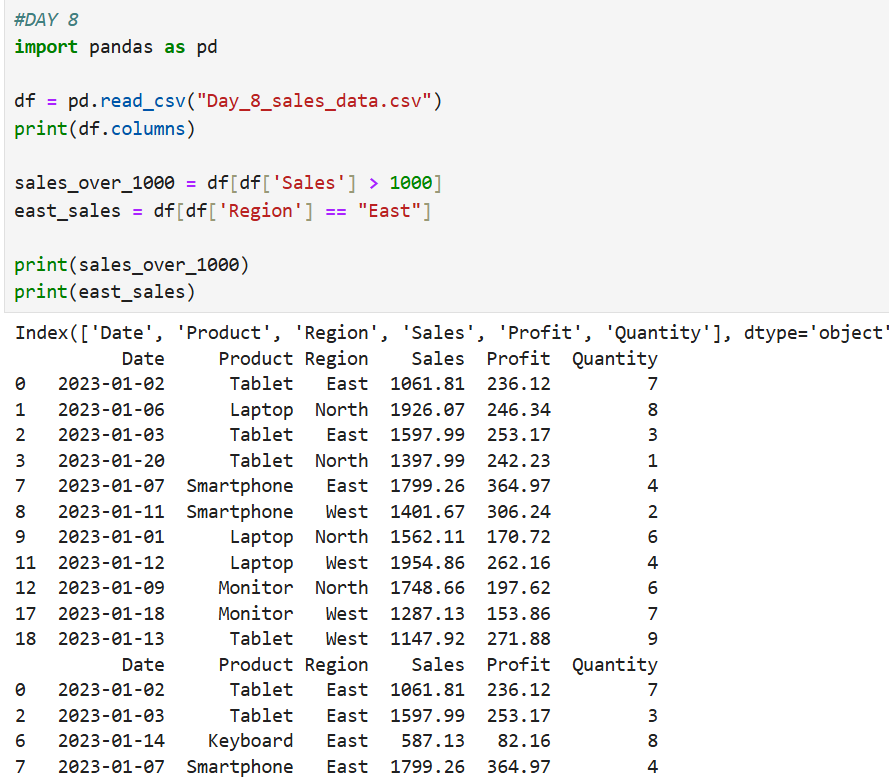 #DAY 8
import pandas as pd
df = pd.read_csv("Day_8_sales_data.csv")
print(df.columns)
sales_over_1000 = df[df['Sales'] > 1000]
east_sales = df[df['Region'] == "East"]
print(sales_over_1000)
print(east_sales)
Index(['Date', 'Product', 'Region', 'Sales', 'Profit', 'Quantity'], dtype='object'
Date Product Region Sales Profit Quantity
0 2023-01-02 Tablet East 1061.81 236.12 7
1 2023-01-06 Laptop North 1926.07 246.34 8
2 2023-01-03 Tablet East 1597.99 253.17 3
3 2023-01-20 Tablet North 1397.99 242.23 1
7 2023-01-07 Smartphone East 1799.26 364.97 4
8 2023-01-11 Smartphone West 1401.67 306.24 2
9 2023-01-01 Laptop North 1562.11 170.72 6
11 2023-01-12 Laptop West 1954.86 262.16 4
12 2023-01-09 Monitor North 1748.66 197.62 6
17 2023-01-18 Monitor West 1287.13 153.86 7
18 2023-01-13 Tablet West 1147.92 271.88 9
Date Product Region Sales Profit Quantity
0 2023-01-02 Tablet East 1061.81 236.12 7
2 2023-01-03 Tablet East 1597.99 253.17 3
6 2023-01-14 Keyboard East 587.13 82.16 8
7 2023-01-07 Smartphone East 1799.26 364.97 4